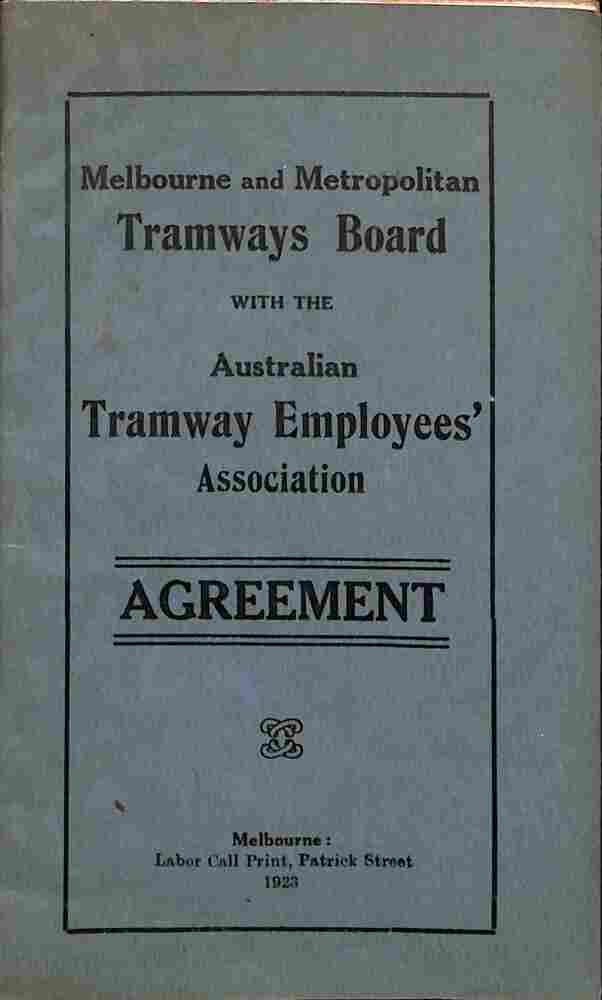 Melbourne and Metropolitan
Tramways Board
WITH THE
Australian
Tramway Employees'
Association
AGREEMENT
Melbourne:
Labor Call Print, Patrick Street
1923